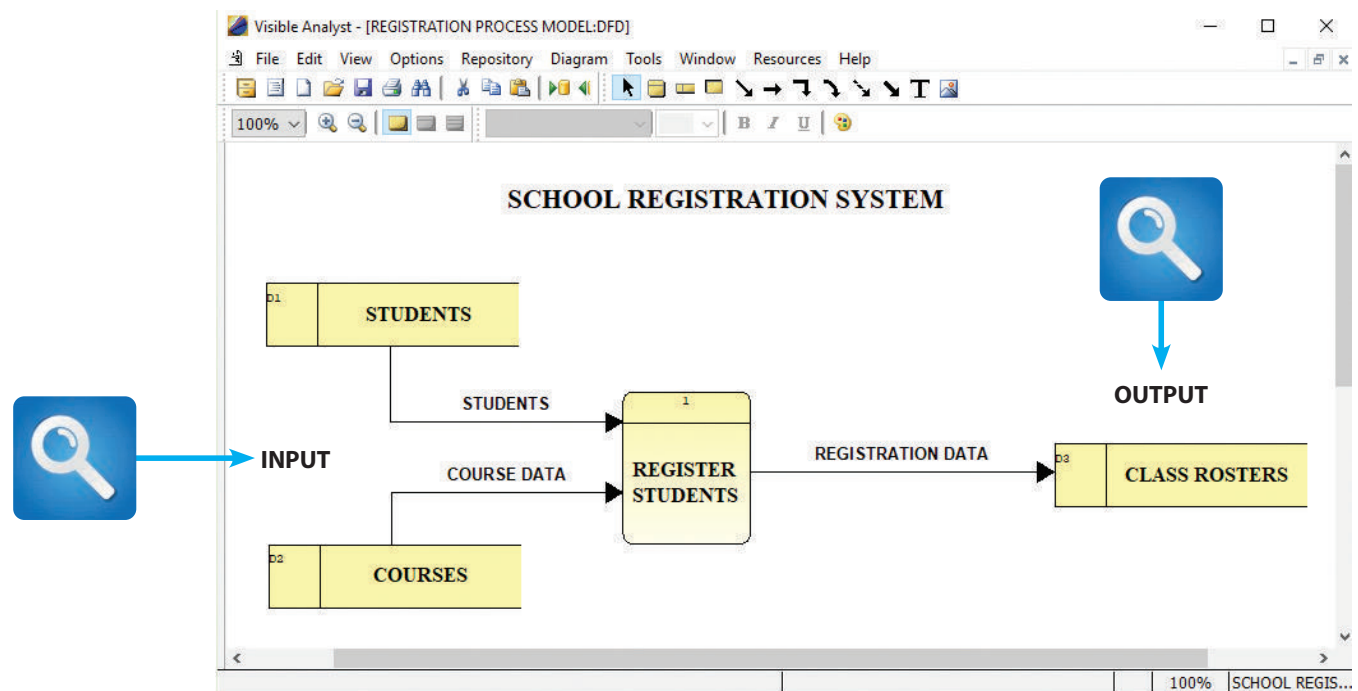 Visible Analyst - [REGISTRATION PROCESS MODEL:DFD]
File Edit View Options Repository Diagram Tools Window Resources Help
100% B I U
SCHOOL REGISTRATION SYSTEM
D1
STUDENTS
STUDENTS
INPUT
COURSE DATA
D2
COURSES
1
REGISTER
STUDENTS
REGISTRATION DATA
OUTPUT
D3
CLASS ROSTERS
100% SCHOOL REGIS...